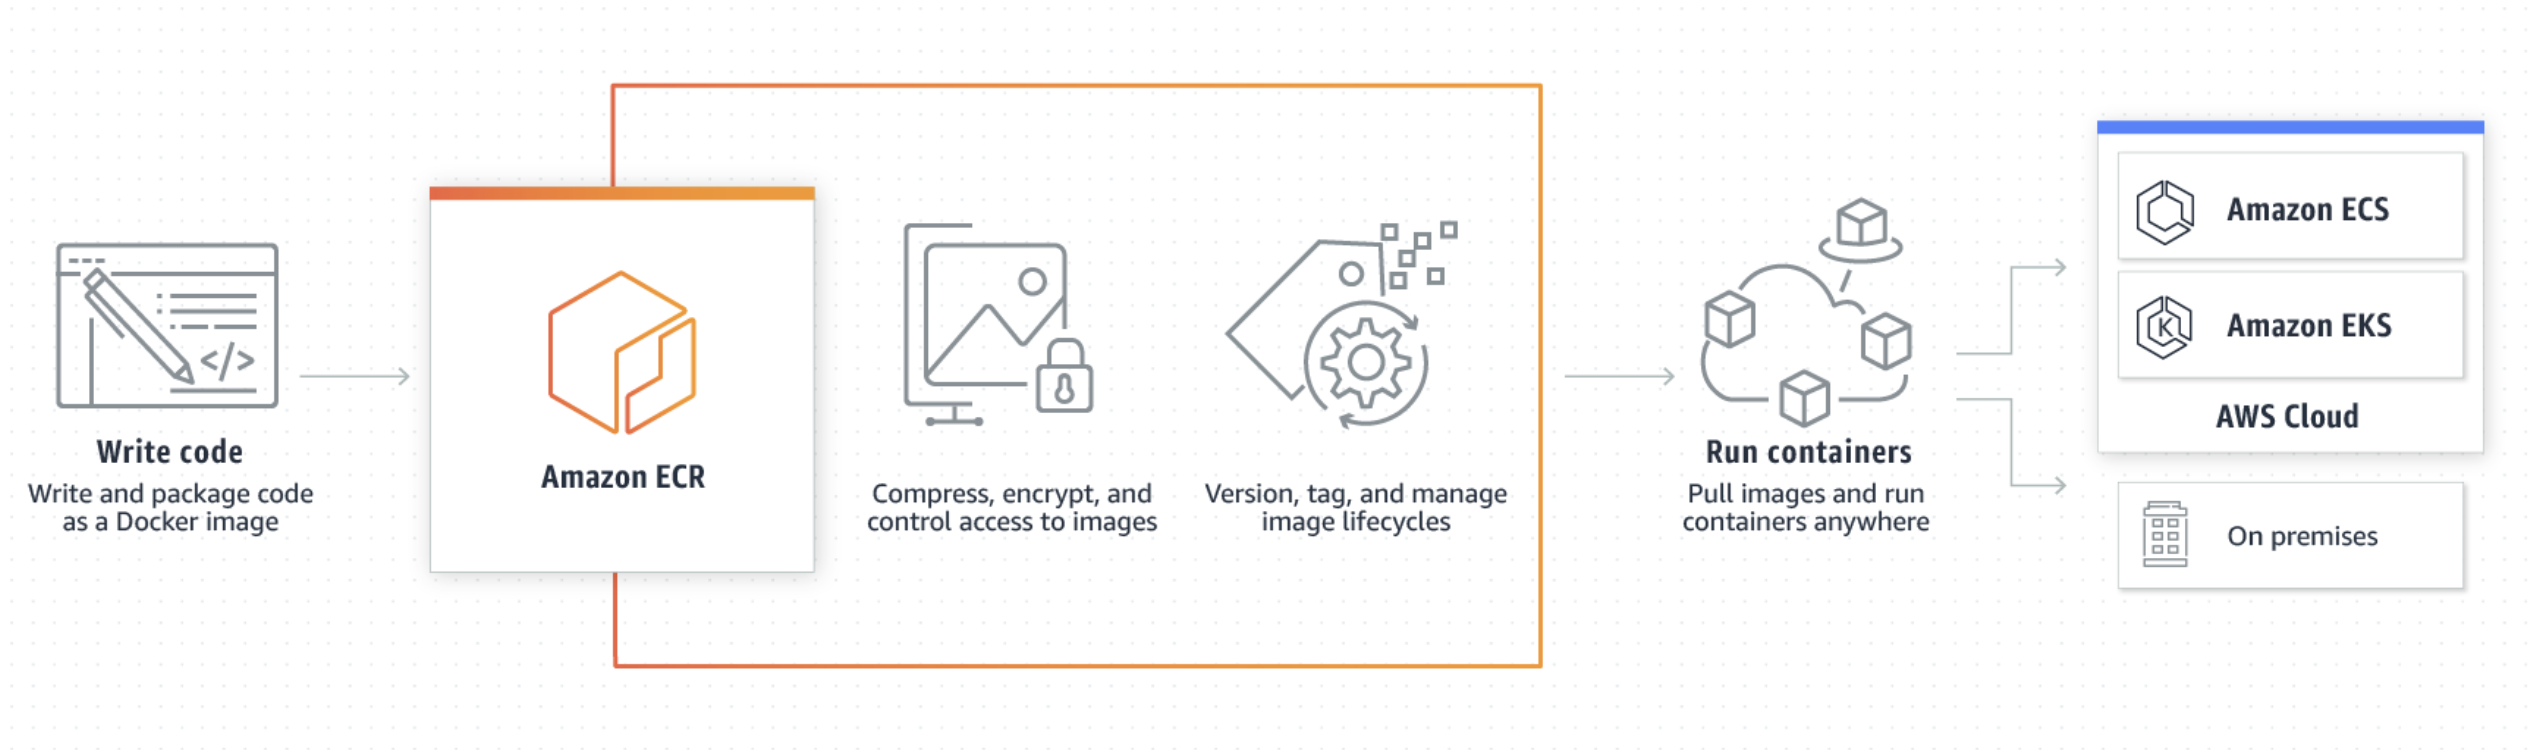 Write code
Write and package code
as a Docker image
</>
Amazon ECR
Compress, encrypt, and
control access to images
Version, tag, and manage
image lifecycles
Run containers
Pull images and run
containers anywhere
Amazon ECS
K
Amazon EKS
AWS Cloud
On premises